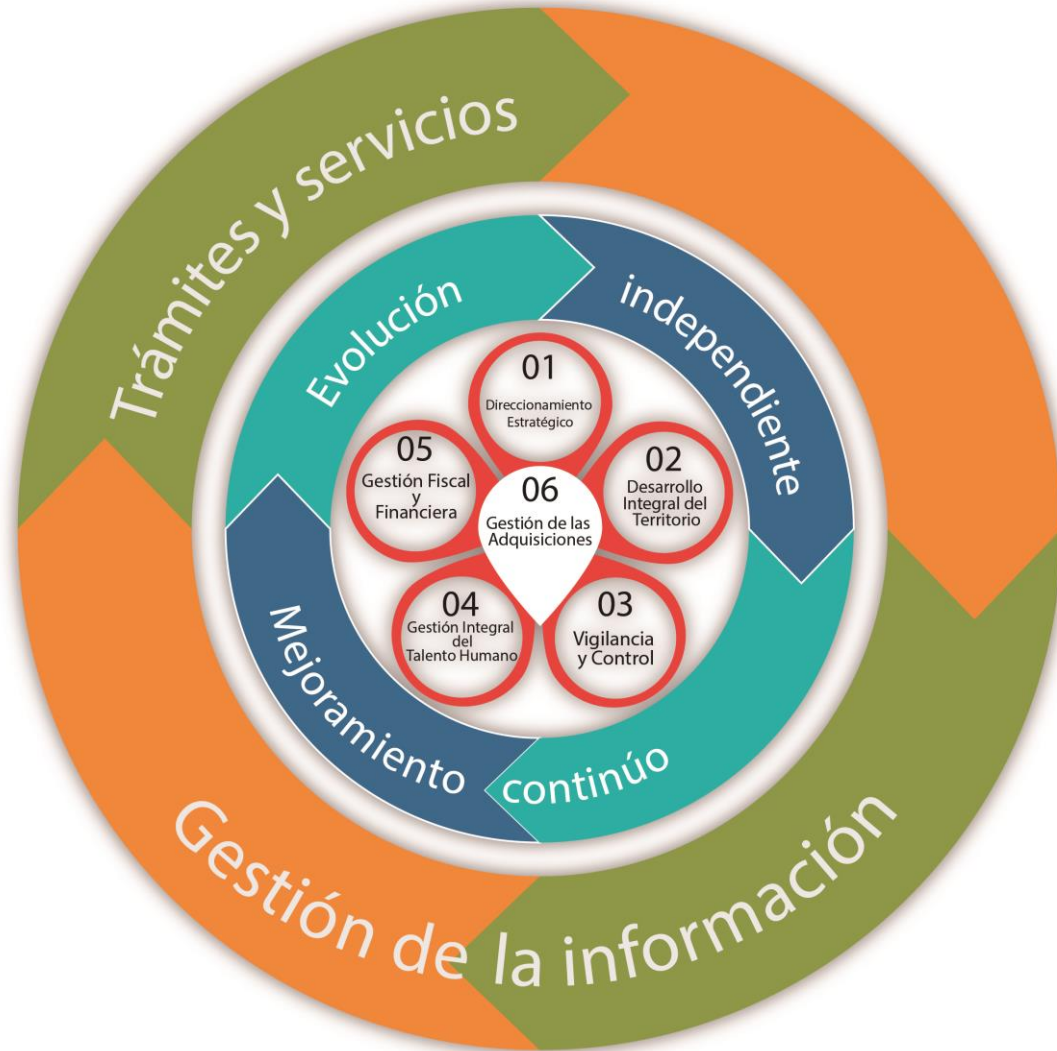 Trámites y servicios
Evolución
independiente
01
Direccionamiento
Estratégico
02
Desarrollo
Integral del
Territorio
03
Vigilancia
y Control
04
Gestión Integral
del
Talento Humano
05
Gestión Fiscal
y
Financiera
06
Gestión de las
Adquisiciones
Mejoramiento continúo
Gestión de la información